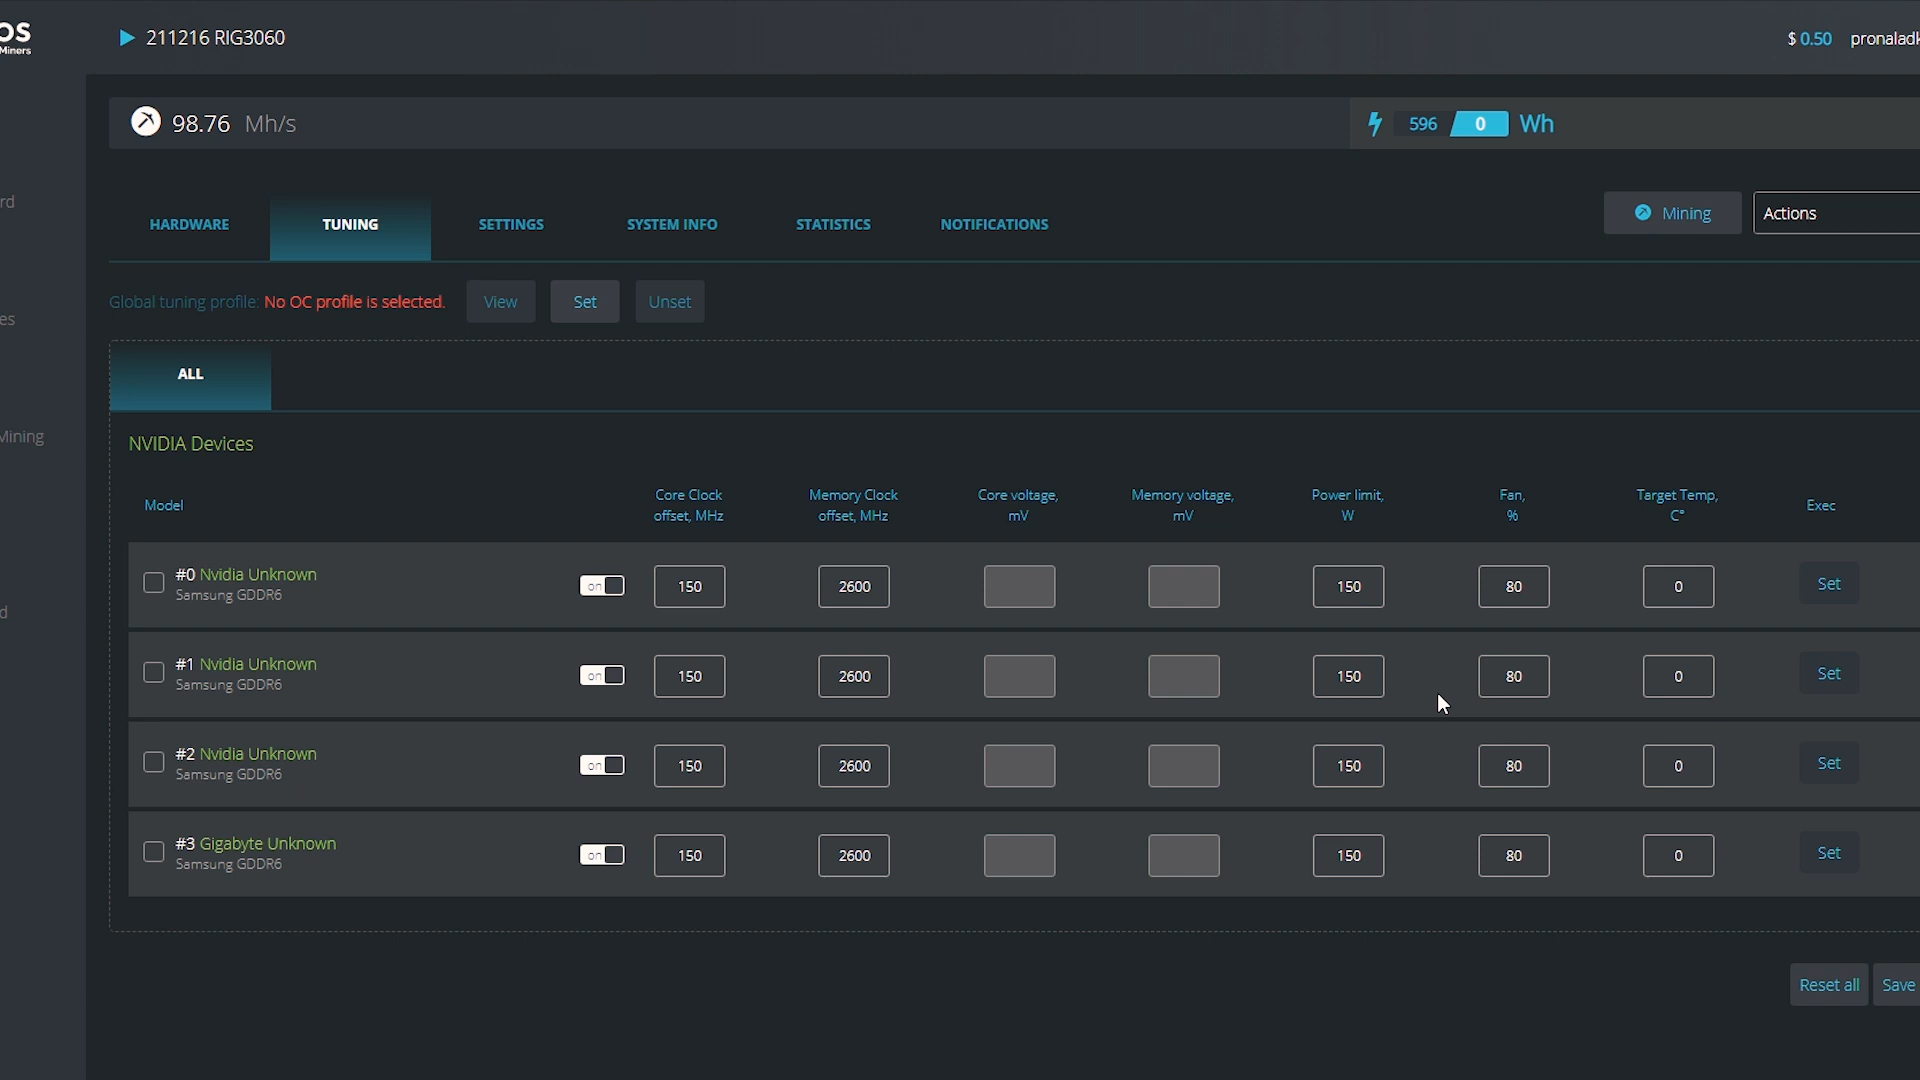 OS
Miners
211216 RIG3060
$ 0.50 pronaladk
98.76 Mh/s
596 0 Wh
rd
HARDWARE TUNING SETTINGS SYSTEM INFO STATISTICS NOTIFICATIONS
Mining Actions
Global tuning profile: No OC profile is selected. View Set Unset
es
ALL
Mining
NVIDIA Devices
Model
Core Clock
offset, MHz
Memory Clock
offset, MHz
Core voltage,
mV
Memory voltage,
mV
Power limit,
W
Fan,
%
Target Temp,
C°
Exec
#0 Nvidia Unknown
Samsung GDDR6
on 150 2600 150 80 0 Set
d
#1 Nvidia Unknown
Samsung GDDR6
on 150 2600 150 80 0 Set
#2 Nvidia Unknown
Samsung GDDR6
on 150 2600 150 80 0 Set
#3 Gigabyte Unknown
Samsung GDDR6
on 150 2600 150 80 0 Set
Reset all Save